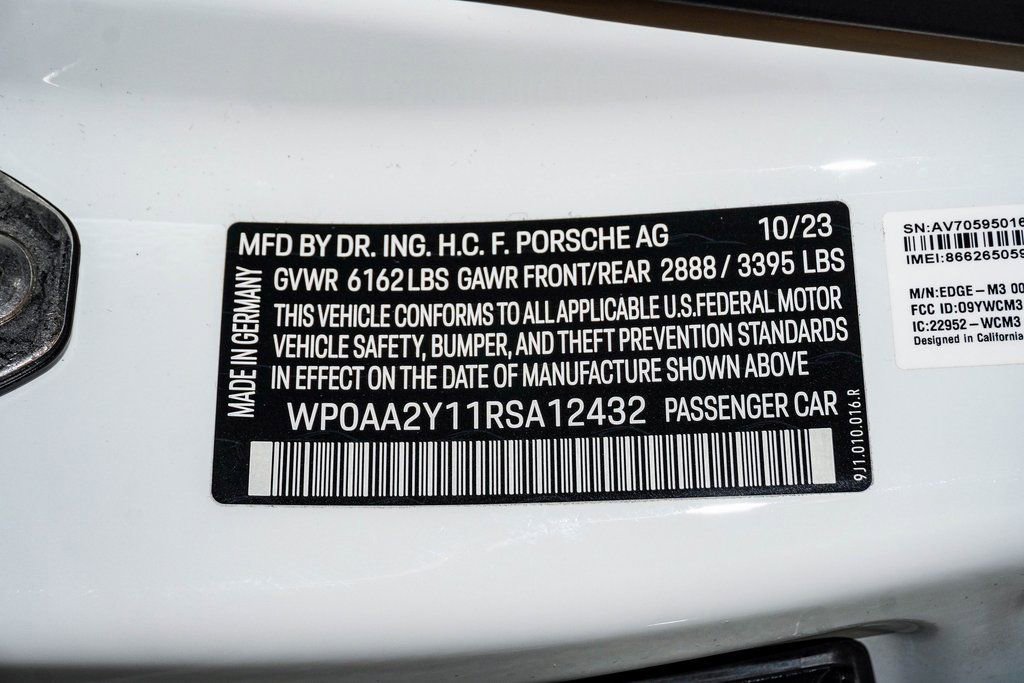 MFD BY DR. ING. H.C. F. PORSCHE AG 10/23
GVWR 6162 LBS GAWR FRONT/REAR 2888 / 3395 LBS
THIS VEHICLE CONFORMS TO ALL APPLICABLE U.S.FEDERAL MOTOR
VEHICLE SAFETY, BUMPER, AND THEFT PREVENTION STANDARDS
IN EFFECT ON THE DATE OF MANUFACTURE SHOWN ABOVE
WP0AA2Y11RSA12432 PASSENGER CAR
MADE IN GERMANY
9J1.010.016.R
SN:AV70595016
IMEI:866265059
M/N:EDGE-M3 00
FCC ID:09YWCM3
IC:22952-WCM3
Designed in California